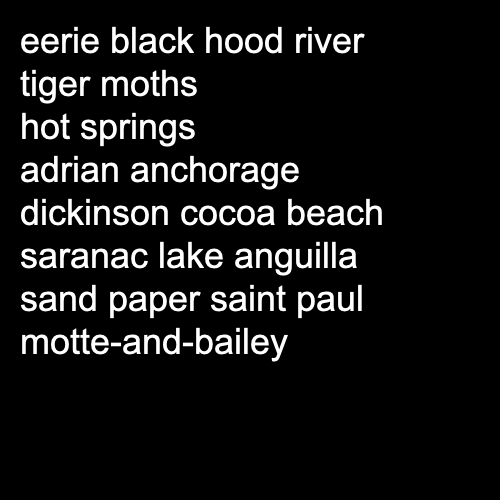 eerie black hood river
tiger moths
hot springs
adrian anchorage
dickinson cocoa beach
saranac lake anguilla
sand paper saint paul
motte-and-bailey